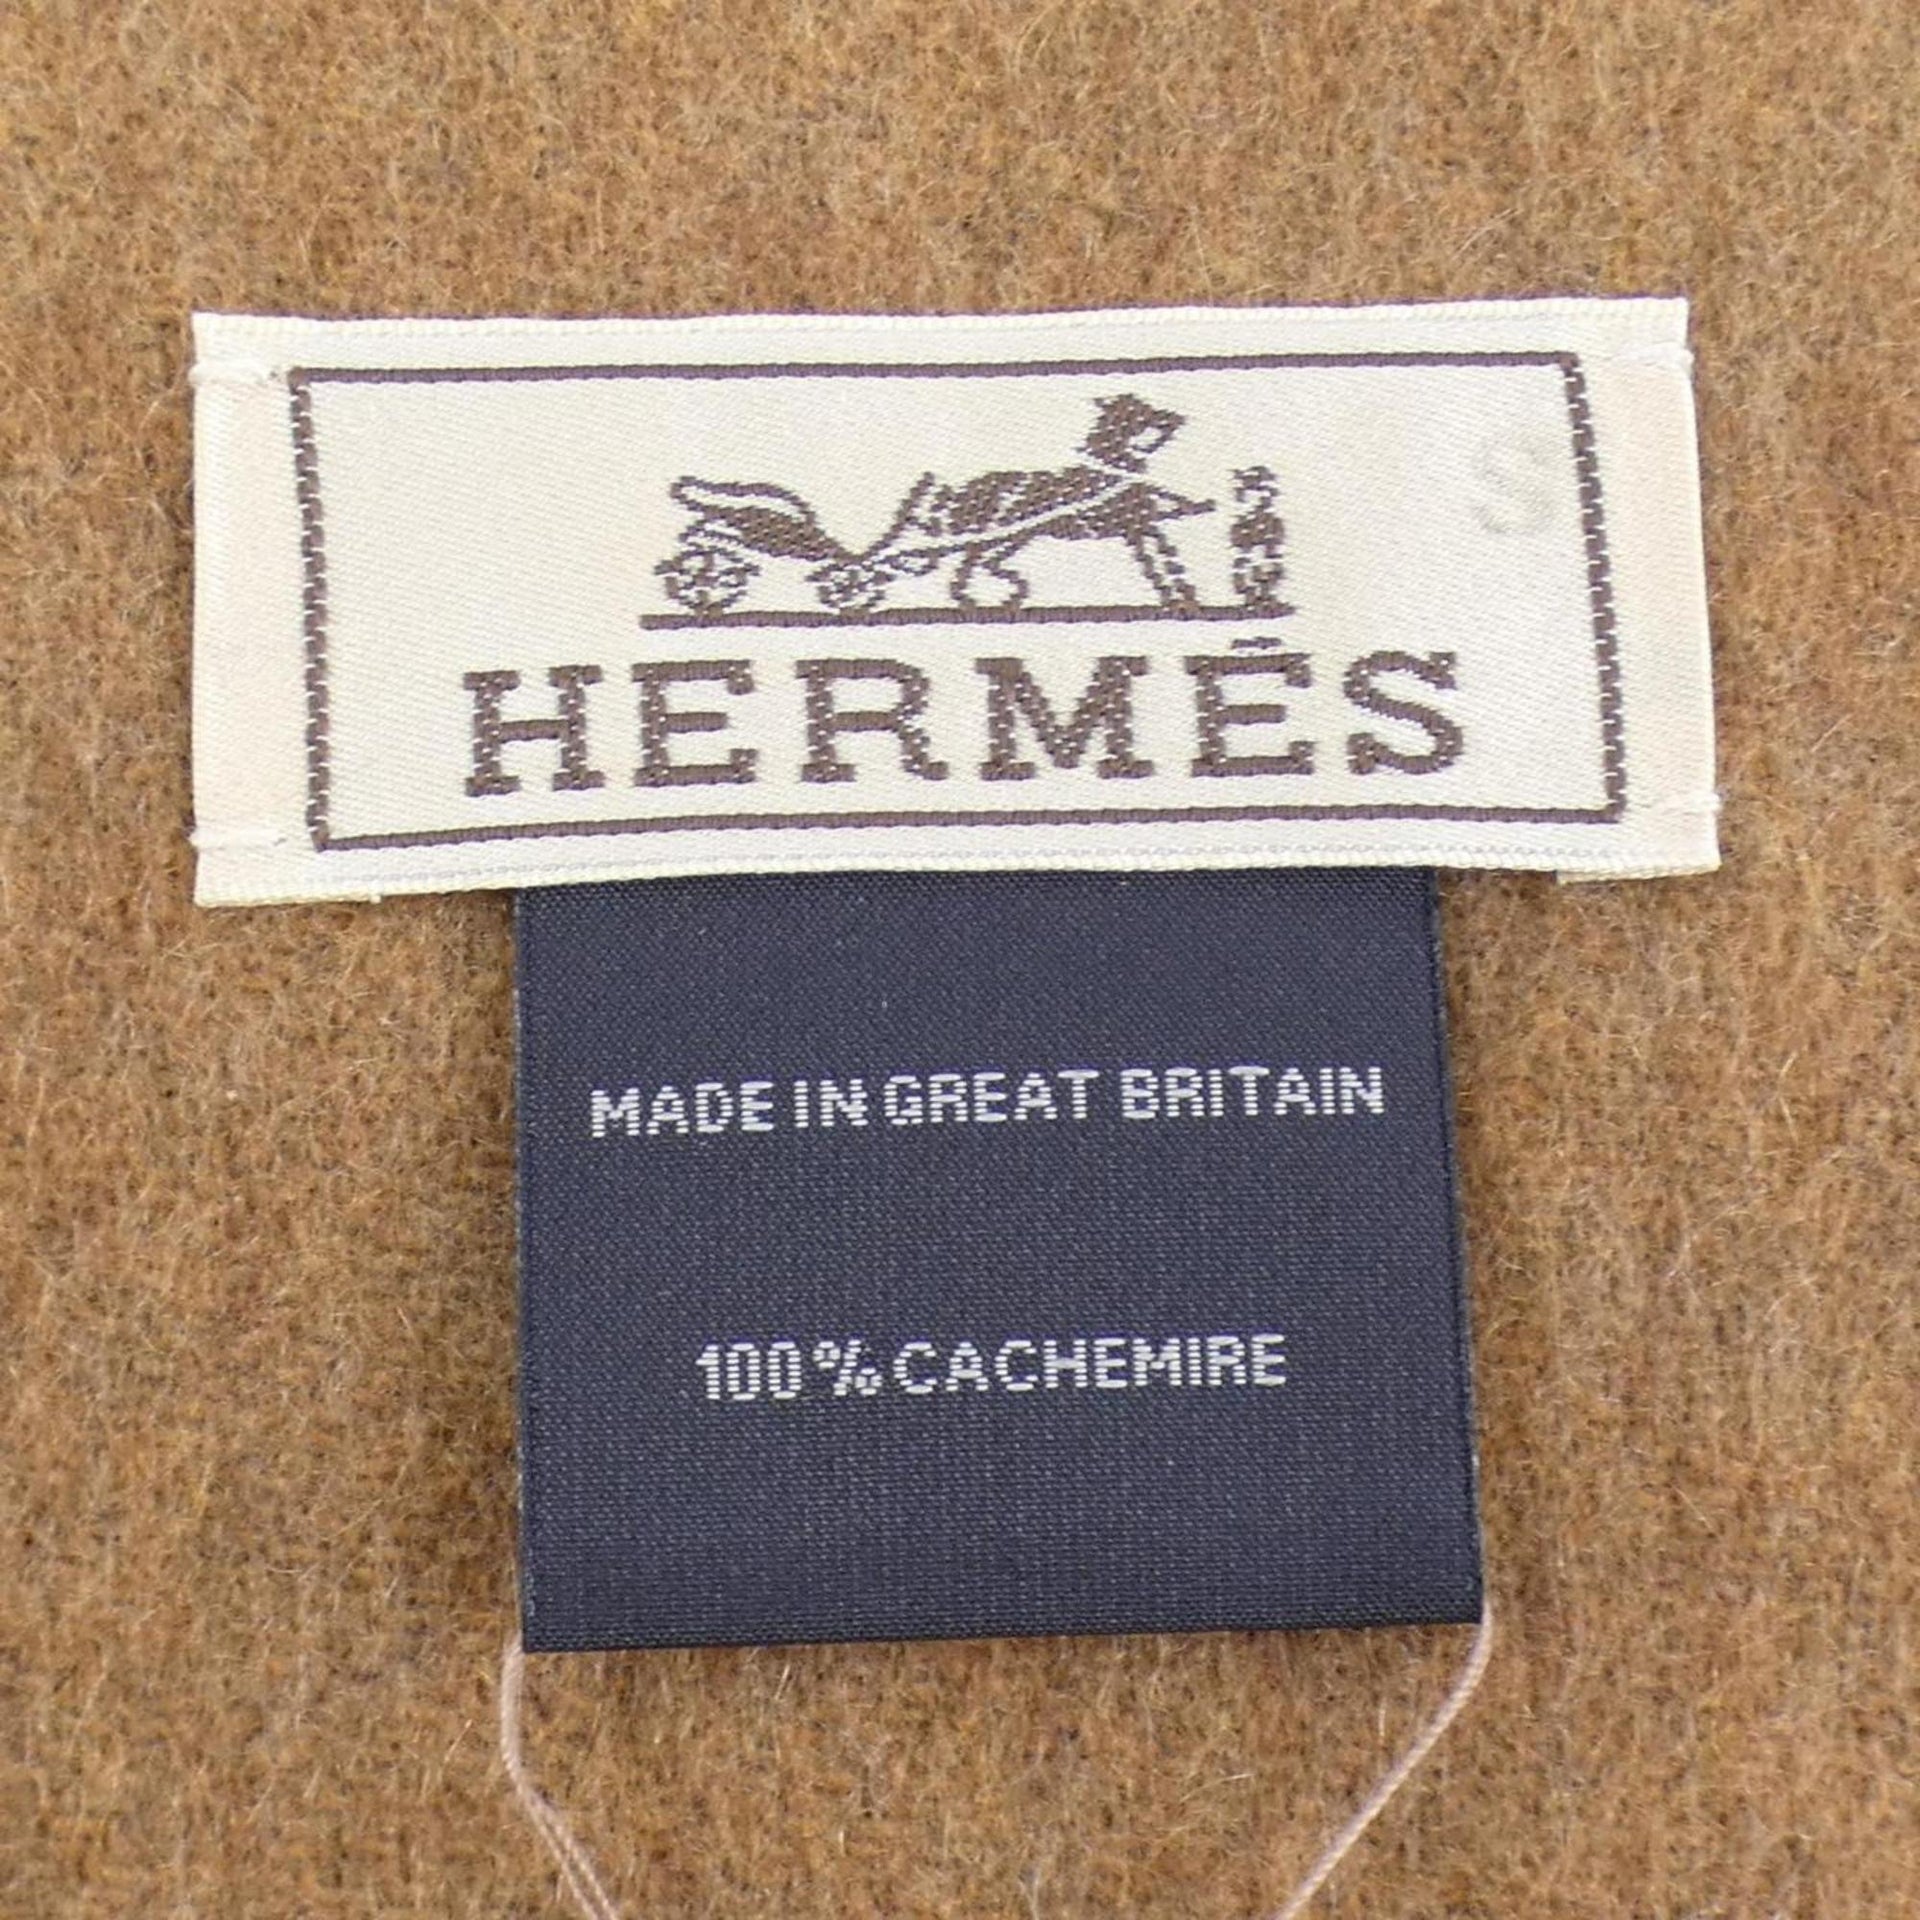 S
HERMÈS
MADE IN GREAT BRITAIN
100% CACHEMIRE